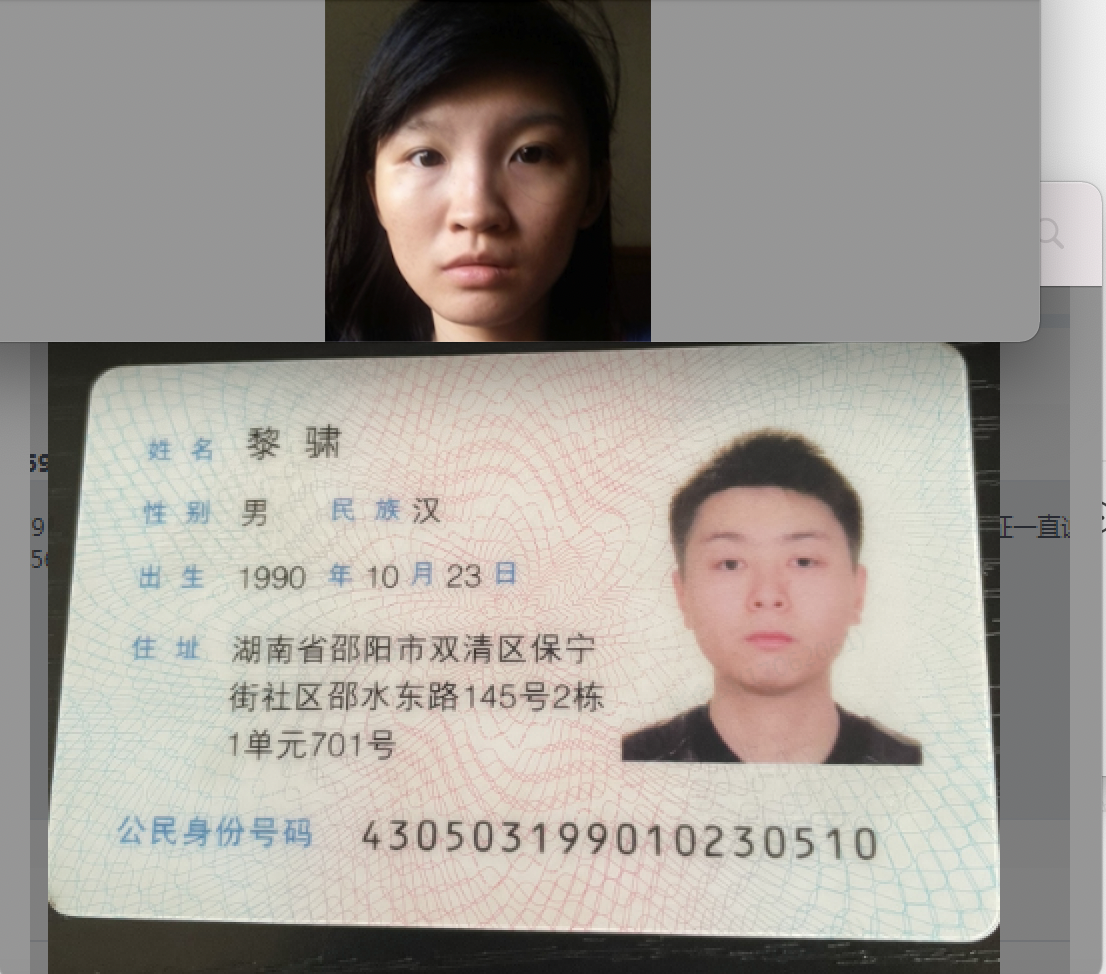 姓名 黎骕
性别 男 民族 汉
出生 1990 年 10 月 23 日
住址 湖南省邵阳市双清区保宁
街社区邵水东路145号2栋
1单元701号
公民身份号码 430503199010230510